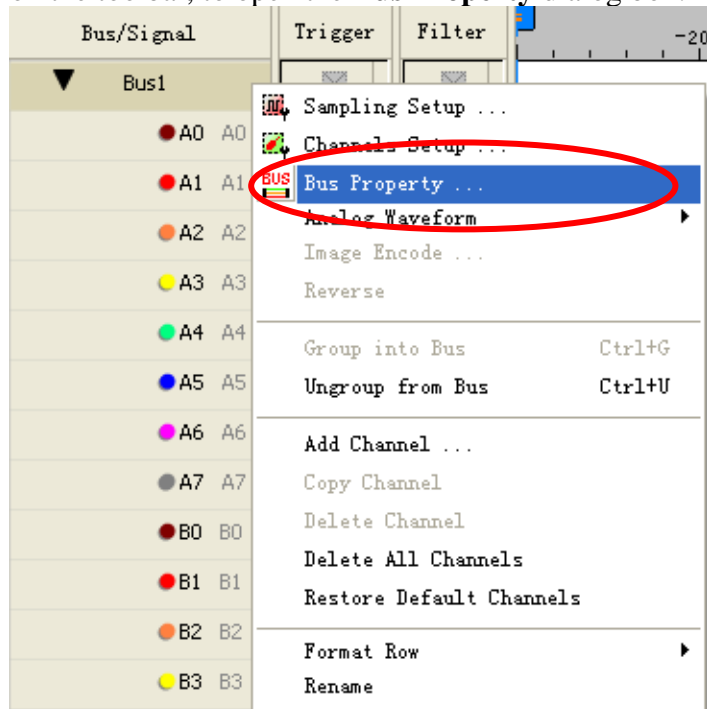 Bus/Signal Trigger Filter -20
Bus1
A0 A0
A1 A1
A2 A2
A3 A3
A4 A4
A5 A5
A6 A6
A7 A7
B0 B0
B1 B1
B2 B2
B3 B3
Sampling Setup ...
Channels Setup ...
BUS Bus Property ...
Analog Waveform
Image Encode ...
Reverse
Group into Bus Ctrl+G
Ungroup from Bus Ctrl+U
Add Channel ...
Copy Channel
Delete Channel
Delete All Channels
Restore Default Channels
Format Row
Rename